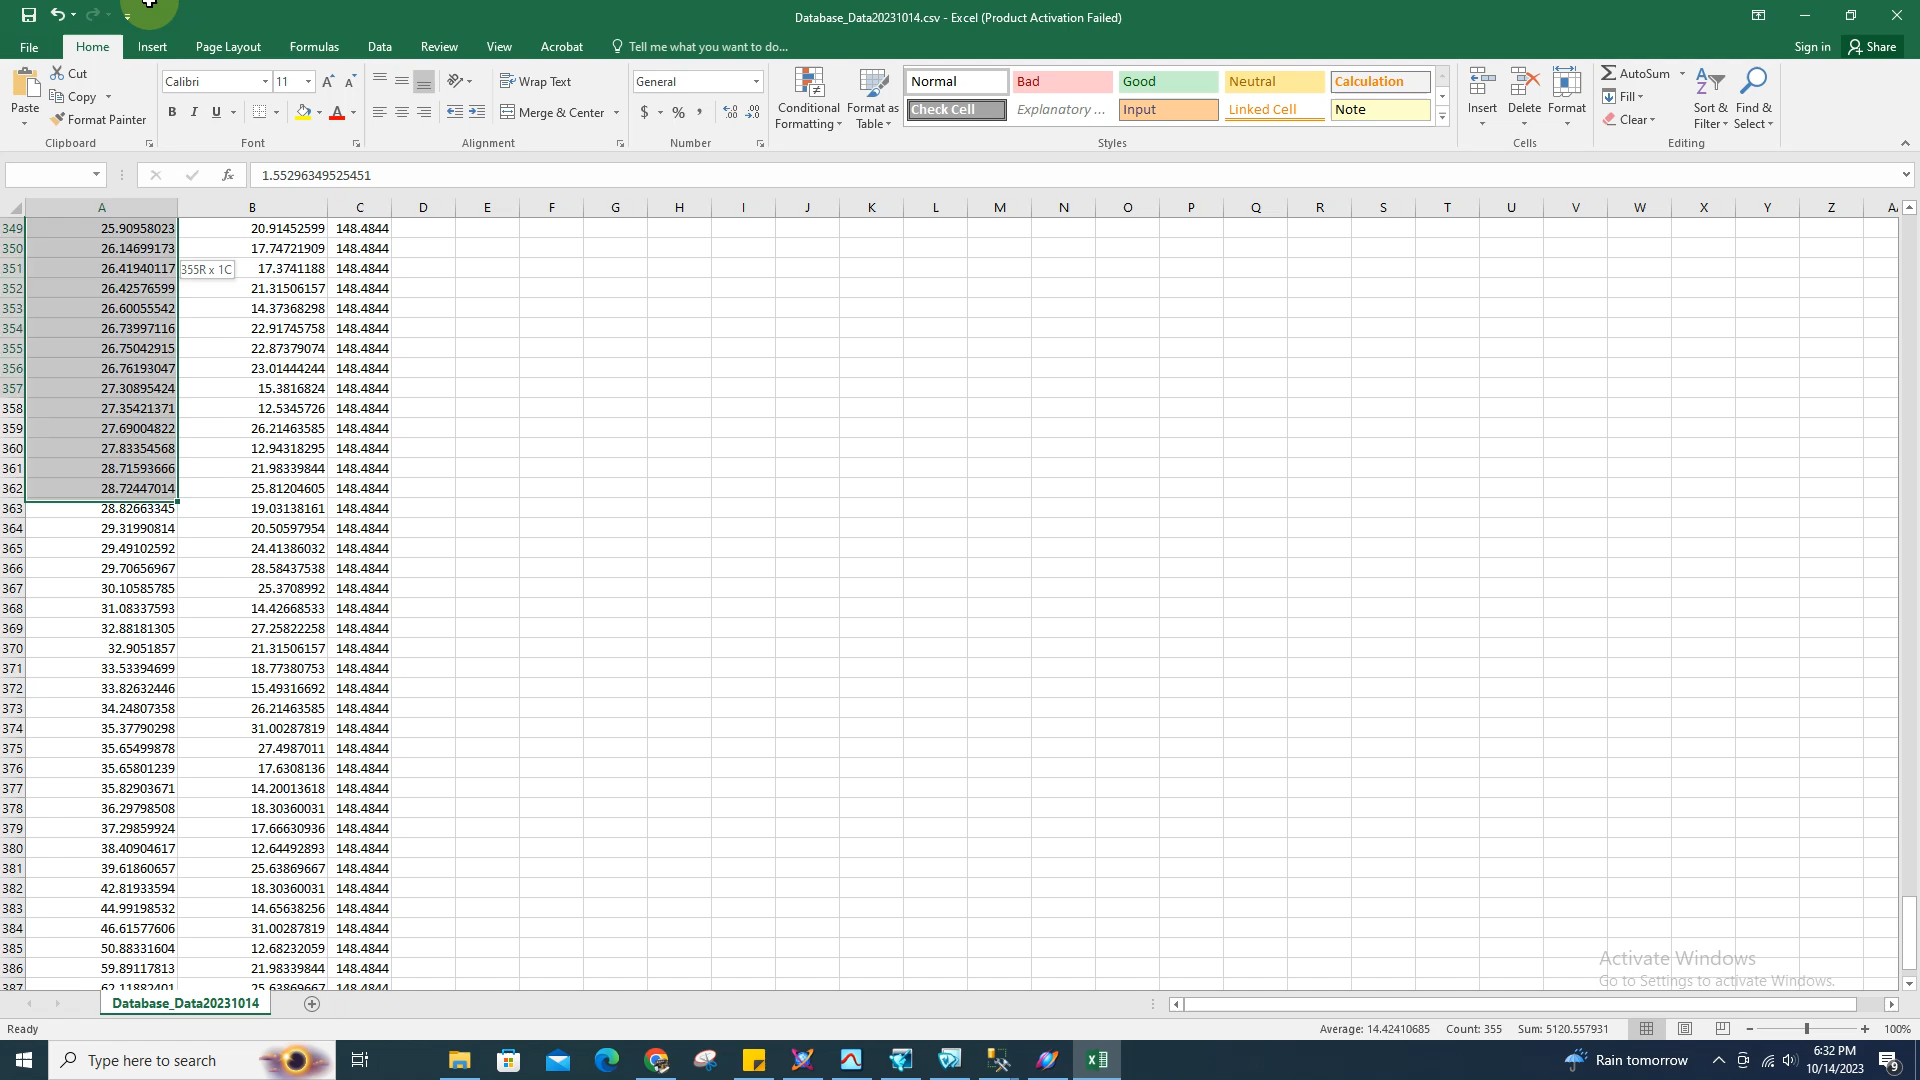 Database_Data20231014.csv - Excel (Product Activation Failed)
File Home Insert Page Layout Formulas Data Review View Acrobat Tell me what you want to do... Sign in Share
Paste
Cut
Copy
Format Painter
Clipboard
Calibri 11
B I U
Font
Wrap Text
Merge & Center
Alignment
General
$ % ,
Number
Conditional Formatting
Format as Table
Normal Bad Good Neutral Calculation
Check Cell Explanatory ... Input Linked Cell Note
Styles
Insert Delete Format
Cells
AutoSum
Fill
Clear
Sort & Filter
Find & Select
Editing
fx 1.55296349525451
A B C D E F G H I J K L M N O P Q R S T U V W X Y Z
349 25.90958023 20.91452599 148.4844
350 26.14699173 17.74721909 148.4844
351 26.41940117 355R x 1C 17.3741188 148.4844
352 26.42576599 21.31506157 148.4844
353 26.60055542 14.37368298 148.4844
354 26.73997116 22.91745758 148.4844
355 26.75042915 22.87379074 148.4844
356 26.76193047 23.01444244 148.4844
357 27.30895424 15.3816824 148.4844
358 27.35421371 12.5345726 148.4844
359 27.69004822 26.21463585 148.4844
360 27.83354568 12.94318295 148.4844
361 28.71593666 21.98339844 148.4844
362 28.72447014 25.81204605 148.4844
363 28.82663345 19.03138161 148.4844
364 29.31990814 20.50597954 148.4844
365 29.49102592 24.41386032 148.4844
366 29.70656967 28.58437538 148.4844
367 30.10585785 25.3708992 148.4844
368 31.08337593 14.42668533 148.4844
369 32.88181305 27.25822258 148.4844
370 32.9051857 21.31506157 148.4844
371 33.53394699 18.77380753 148.4844
372 33.82632446 15.49316692 148.4844
373 34.24807358 26.21463585 148.4844
374 35.37790298 31.00287819 148.4844
375 35.65499878 27.4987011 148.4844
376 35.65801239 17.6308136 148.4844
377 35.82903671 14.20013618 148.4844
378 36.29798508 18.30360031 148.4844
379 37.29859924 17.66630936 148.4844
380 38.40904617 12.64492893 148.4844
381 39.61860657 25.63869667 148.4844
382 42.81933594 18.30360031 148.4844
383 44.99198532 14.65638256 148.4844
384 46.61577606 31.00287819 148.4844
385 50.88331604 12.68232059 148.4844
386 59.89117813 21.98339844 148.4844
387 62.11882401 25.63869667 148.4844
Activate Windows
Go to Settings to activate Windows.
Database_Data20231014
Ready Average: 14.42410685 Count: 355 Sum: 5120.557931 100%
Type here to search Rain tomorrow 6:32 PM
10/14/2023 9